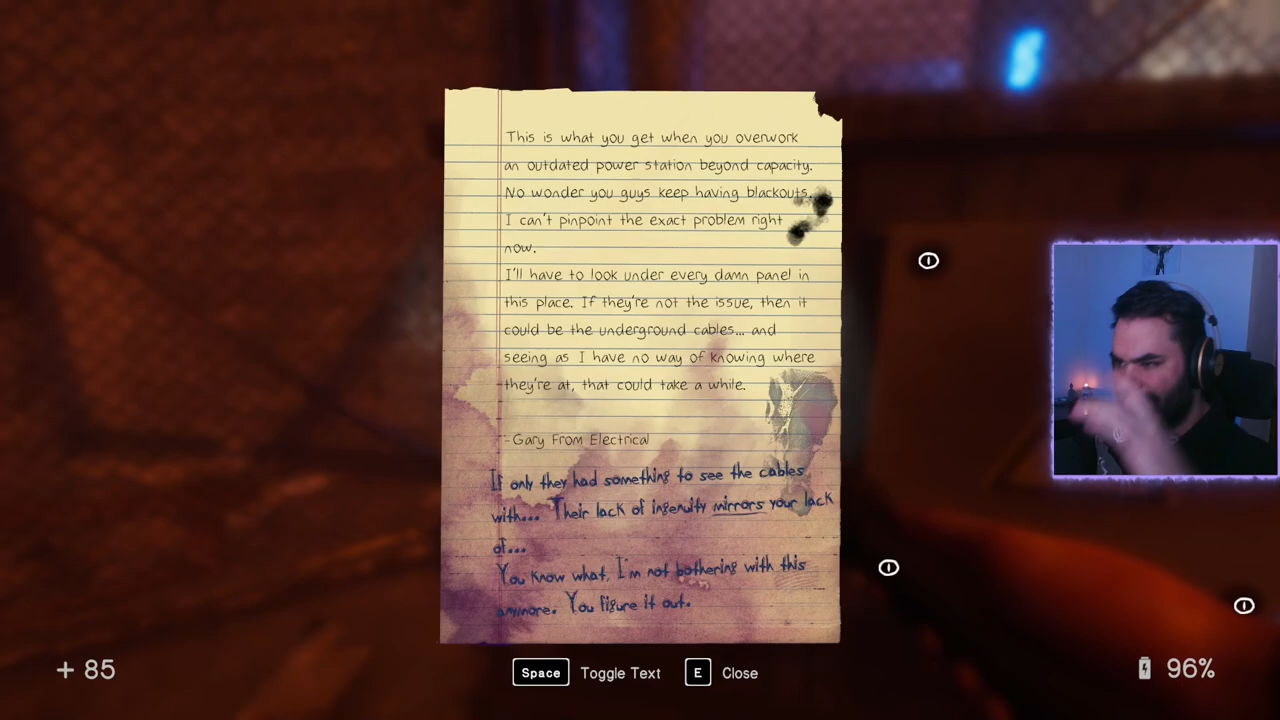 This is what you get when you overwork
an outdated power station beyond capacity.
No wonder you guys keep having blackouts.
I can't pinpoint the exact problem right
now.
I'll have to look under every damn panel in
this place. If they're not the issue, then it
could be the underground cables... and
seeing as I have no way of knowing where
they're at, that could take a while.
-Gary From Electrical
If only they had something to see the cables
with... Their lack of ingenuity mirrors your lack
of...
You know what, I'm not bothering with this
anymore. You figure it out.
+ 85
Space Toggle Text E Close
96%